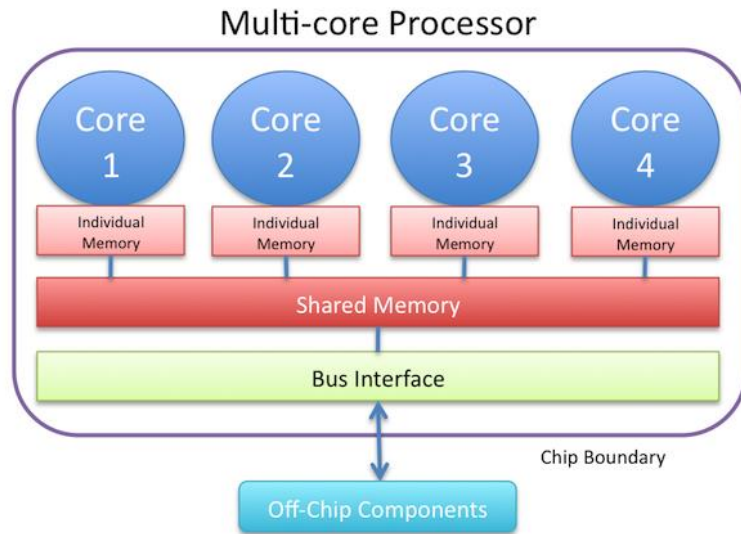 Multi-core Processor
Core
1
Core
2
Core
3
Core
4
Individual
Memory
Individual
Memory
Individual
Memory
Individual
Memory
Shared Memory
Bus Interface
Chip Boundary
Off-Chip Components